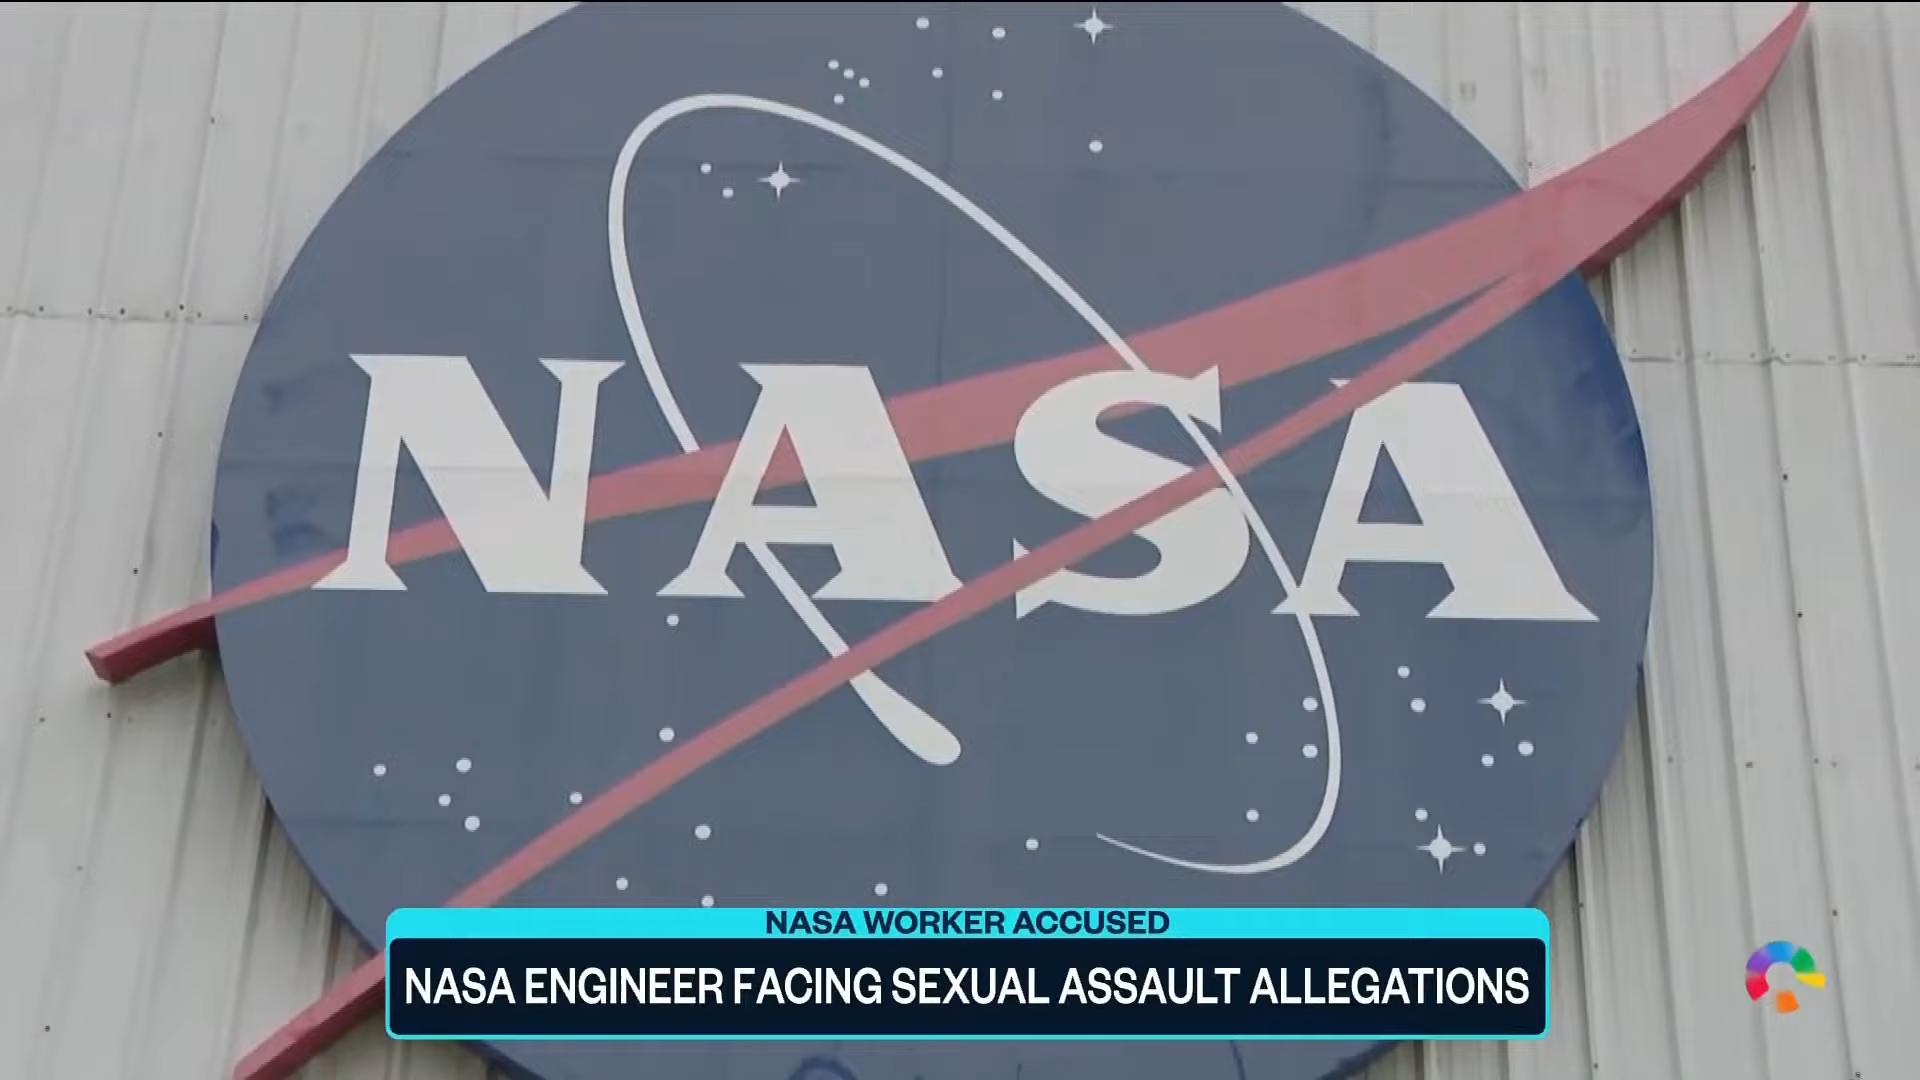 NASA
NASA WORKER ACCUSED
NASA ENGINEER FACING SEXUAL ASSAULT ALLEGATIONS